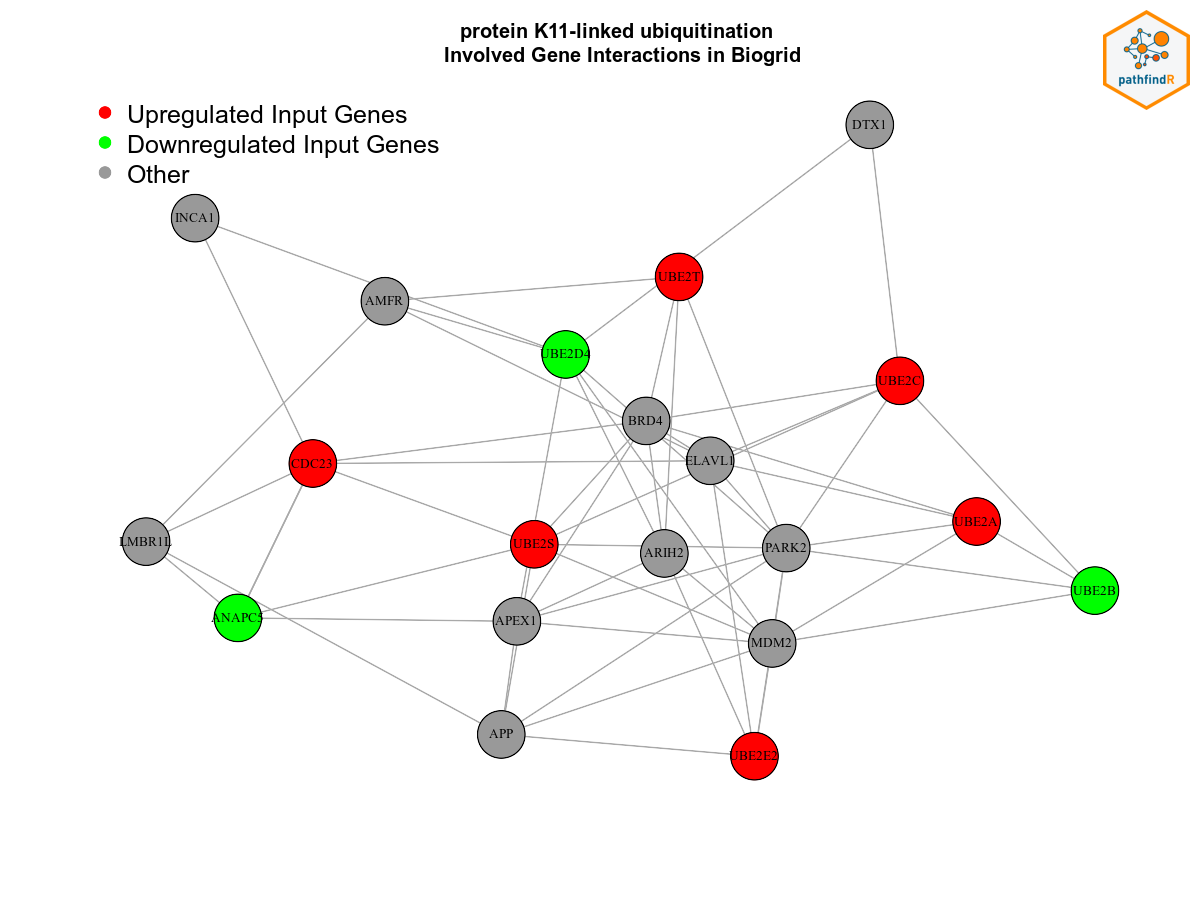 protein K11-linked ubiquitination
Involved Gene Interactions in Biogrid
pathfindR
Upregulated Input Genes
Downregulated Input Genes
Other
DTX1
INCA1
UBE2T
AMFR
UBE2D4
UBE2C
BRD4
ELAVL1
CDC23
UBE2A
LMBR1L
UBE2S
ARIH2
PARK2
UBE2B
ANAPC5
APEX1
MDM2
APP
UBE2E2